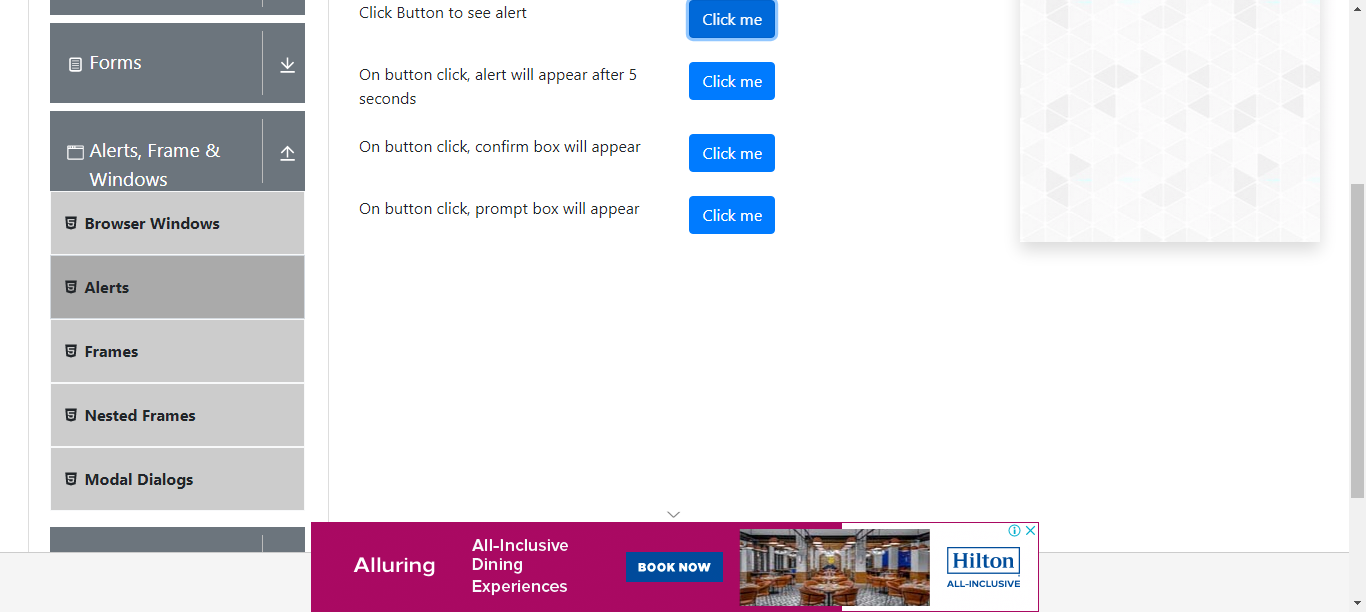 Click Button to see alert
Click me
Forms
On button click, alert will appear after 5
seconds
Click me
Alerts, Frame &
Windows
On button click, confirm box will appear
Click me
On button click, prompt box will appear
Click me
Browser Windows
Alerts
Frames
Nested Frames
Modal Dialogs
Alluring
All-Inclusive
Dining
Experiences
BOOK NOW
Hilton
ALL-INCLUSIVE